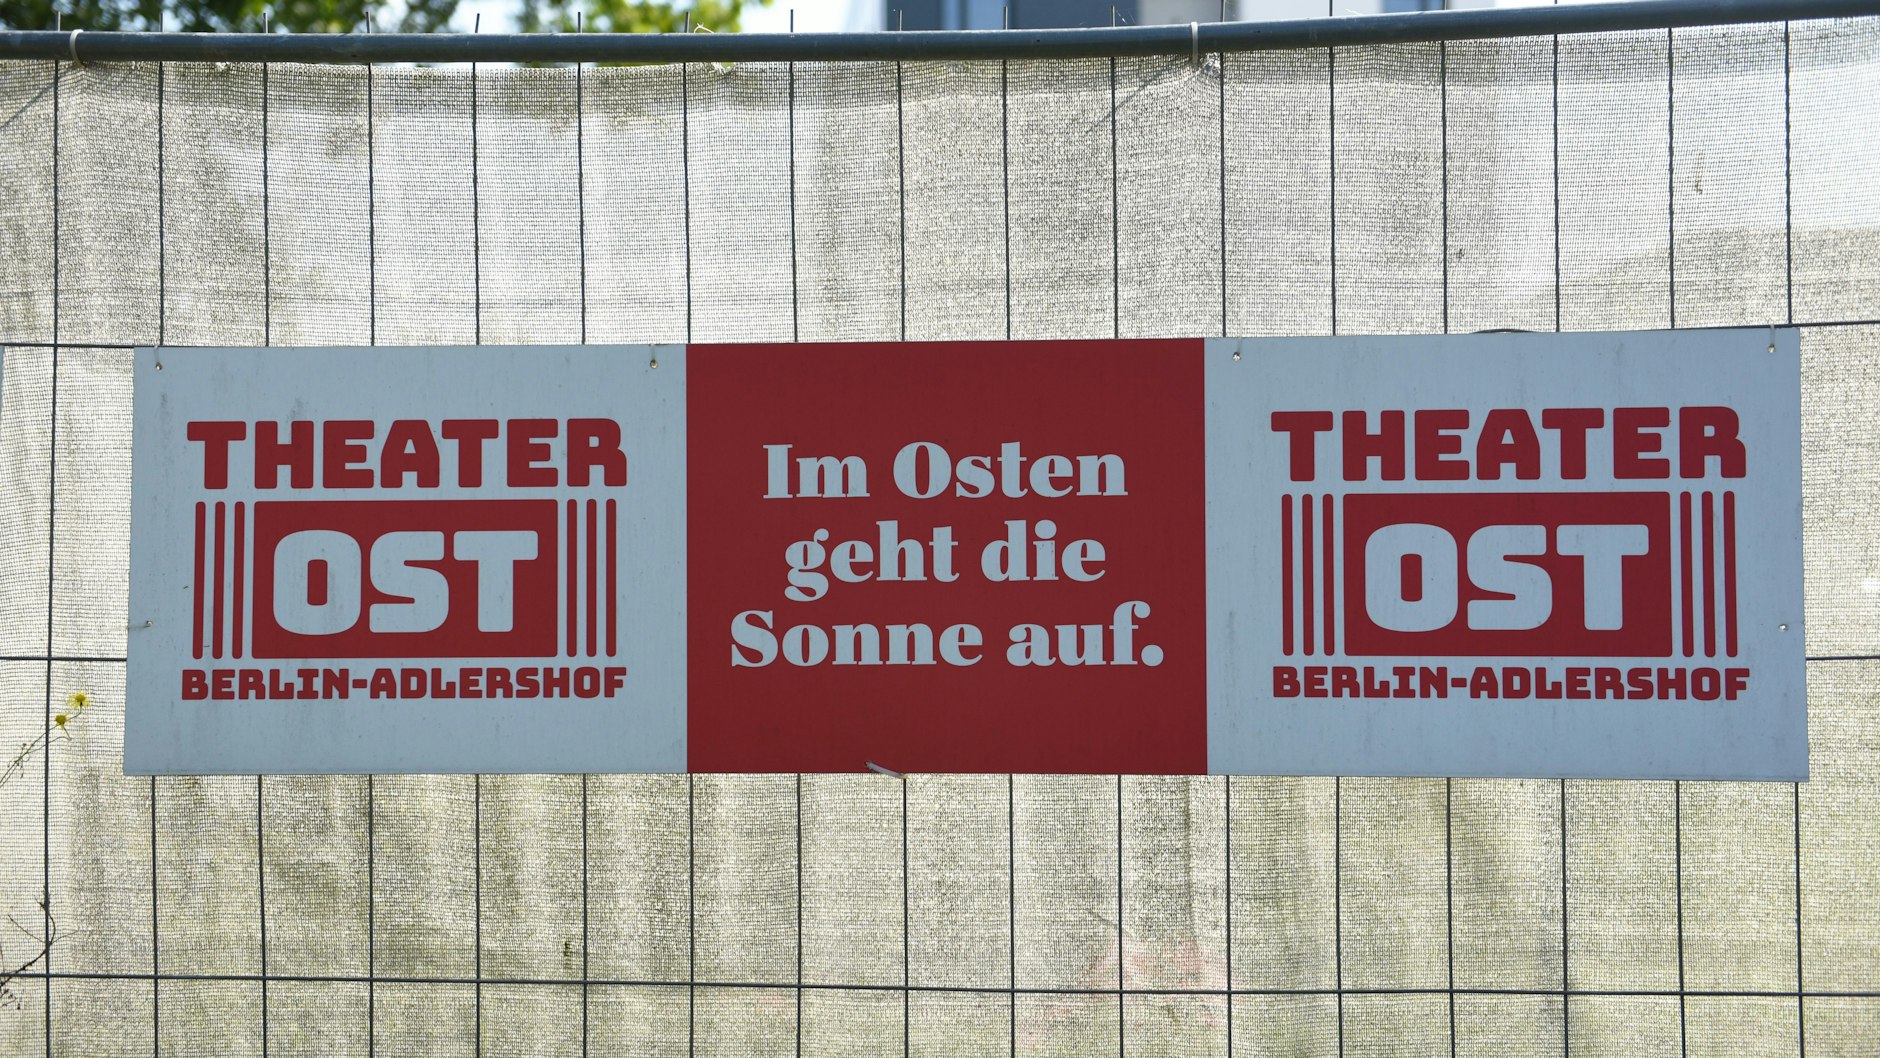 THEATER
OST
BERLIN-ADLERSHOF
Im Osten
geht die
Sonne auf.
THEATER
OST
BERLIN-ADLERSHOF